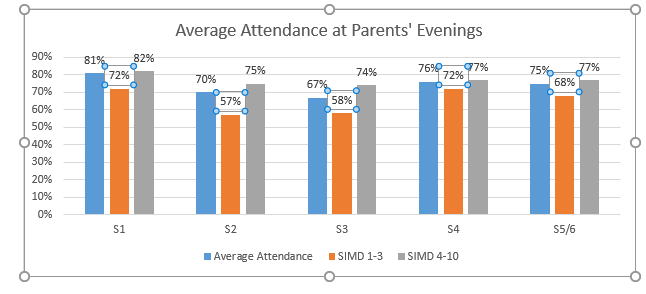 Average Attendance at Parents' Evenings
90%
80%
70%
60%
50%
40%
30%
20%
10%
0%
81% 72% 82%
70% 57% 75%
67% 58% 74%
76% 72% 77%
75% 68% 77%
S1 S2 S3 S4 S5/6
Average Attendance SIMD 1-3 SIMD 4-10